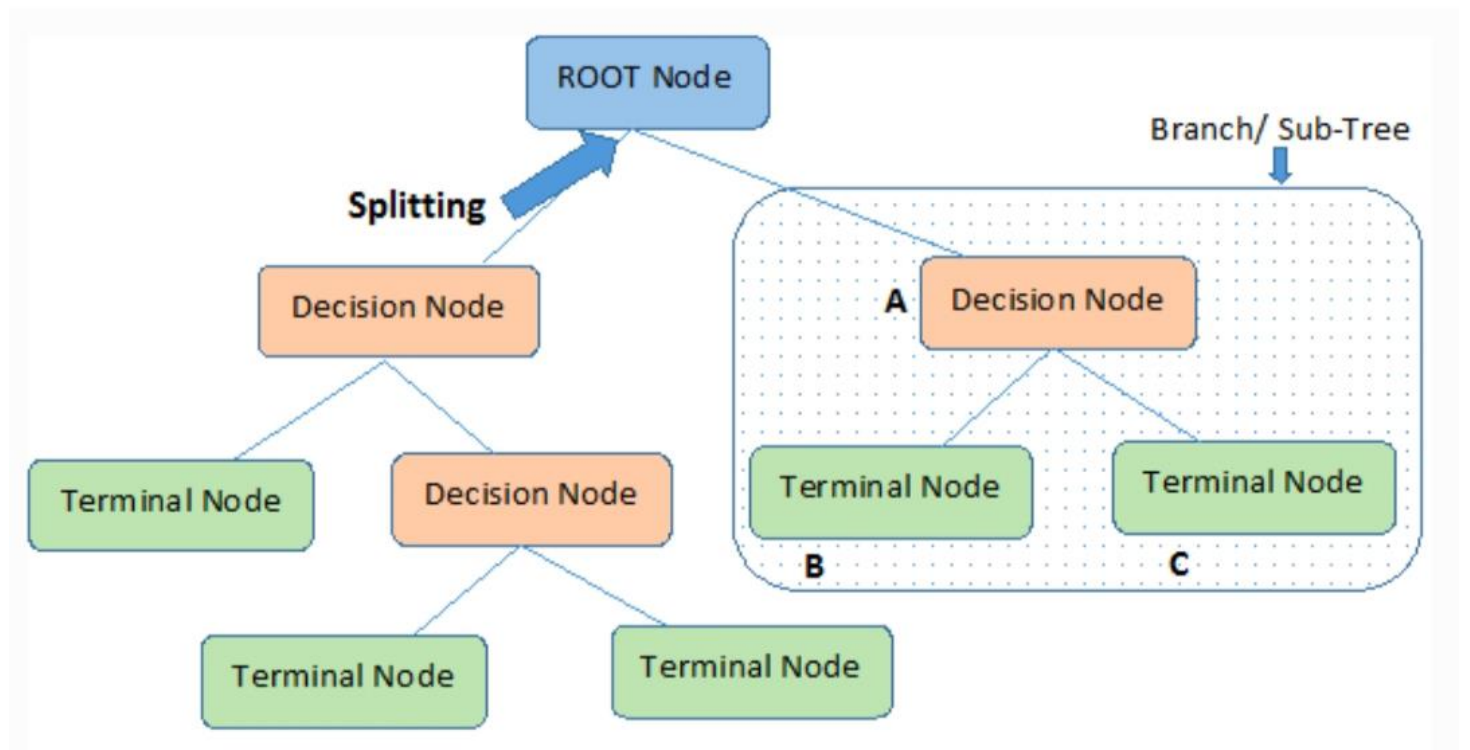 ROOT Node
Branch/ Sub-Tree
Splitting
Decision Node
A
Decision Node
Terminal Node
Decision Node
Terminal Node
Terminal Node
B
C
Terminal Node
Terminal Node